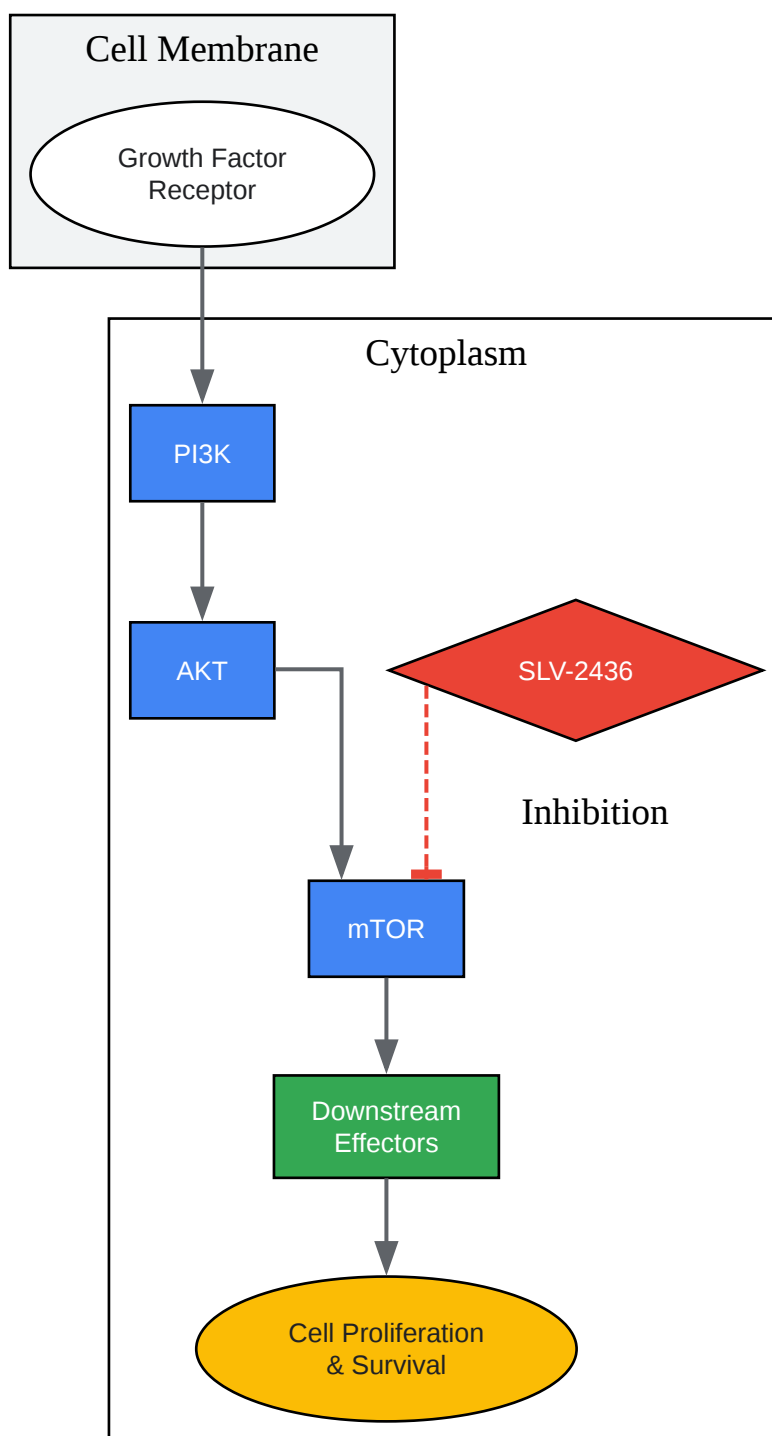 Cell Membrane
Growth Factor
Receptor
Cytoplasm
PI3K
AKT
SLV-2436
Inhibition
mTOR
Downstream
Effectors
Cell Proliferation
& Survival